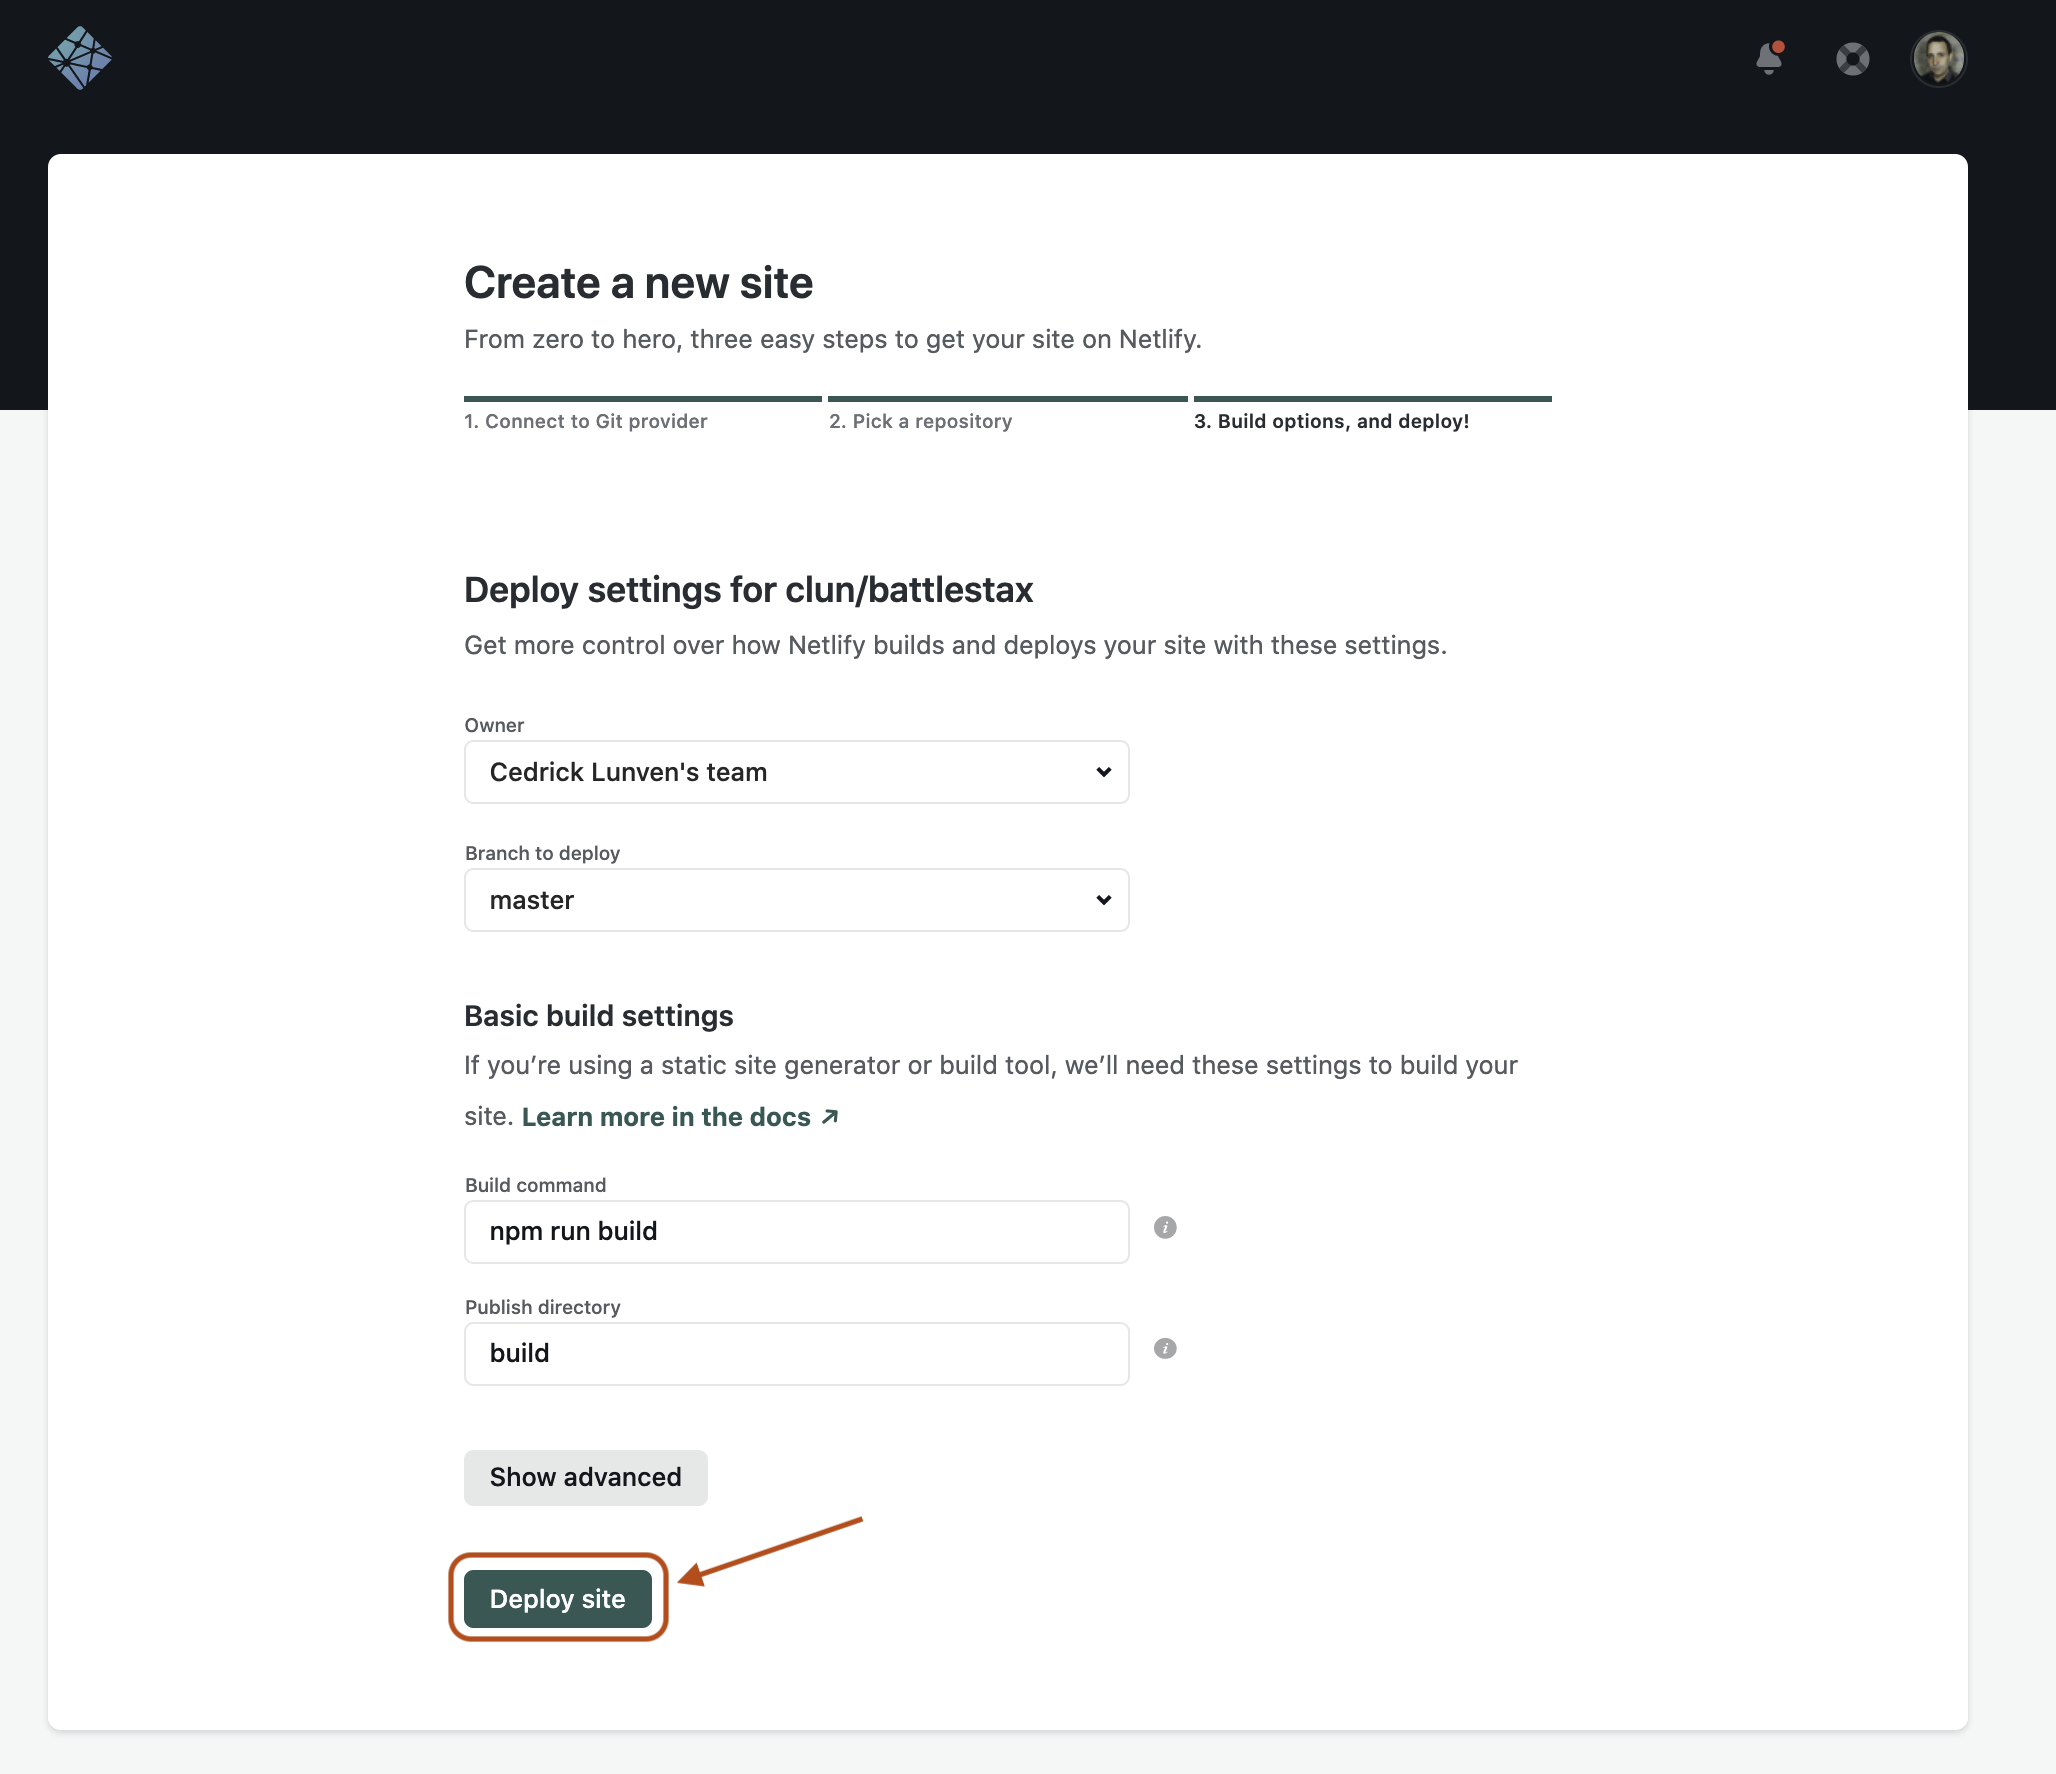 Create a new site
From zero to hero, three easy steps to get your site on Netlify.
1. Connect to Git provider
2. Pick a repository
3. Build options, and deploy!
Deploy settings for clun/battlestax
Get more control over how Netlify builds and deploys your site with these settings.
Owner
Cedrick Lunven's team
Branch to deploy
master
Basic build settings
If you’re using a static site generator or build tool, we’ll need these settings to build your
site. Learn more in the docs ↗
Build command
npm run build
Publish directory
build
Show advanced
Deploy site